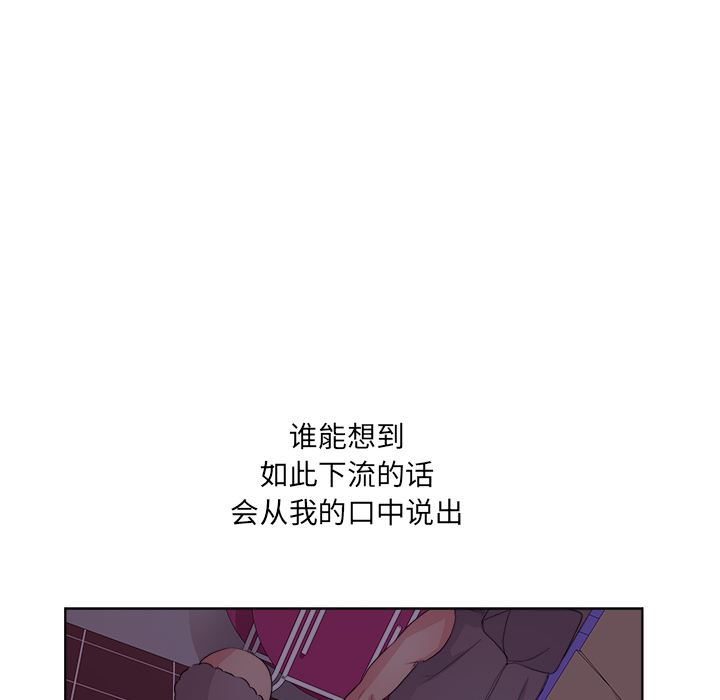 谁能想到
如此下流的话
会从我的口中说出